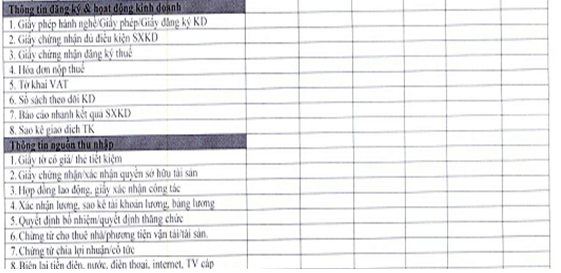 Thông tin đăng ký & hoạt động kinh doanh
1. Giấy phép hành nghề/Giấy phép/Giấy đăng ký KD
2. Giấy chứng nhận đủ điều kiện SXKD
3. Giấy chứng nhận đăng ký thuế
4. Hóa đơn nộp thuế
5. Tờ khai VAT
6. Sổ sách theo dõi KD
7. Báo cáo nhanh kết quả SXKD
8. Sao kê giao dịch TK
Thông tin nguồn thu nhập
1. Giấy tờ có giá/ thẻ tiết kiệm
2. Giấy chứng nhận/xác nhận quyền sở hữu tài sản
3. Hợp đồng lao động, giấy xác nhận công tác
4. Xác nhận lương, sao kê tài khoản lương, bảng lương
5. Quyết định bổ nhiệm/quyết định thăng chức
6. Chứng từ cho thuê nhà/phương tiện vận tải/tài sản.
7. Chứng từ chia lợi nhuận/cổ tức
8. Biên lai tiền điện, nước, điện thoại, internet, TV cáp